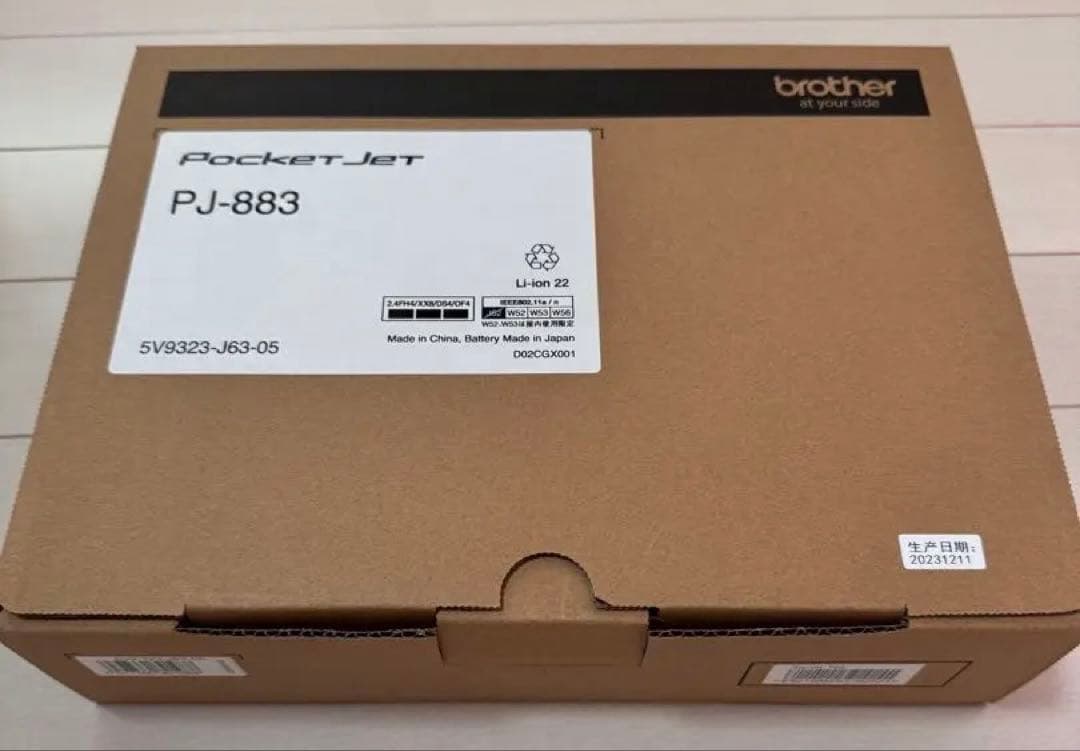 brother
at your side
PocketJet
PJ-883
Li-ion 22
2.4FH4/XX8/DS4/OF4
IEEE802.11a/n
J52 W52 W53 W56
W52、W53は屋内使用限定
Made in China, Battery Made in Japan
D02CGX001
5V9323-J63-05
生产日期:
20231211